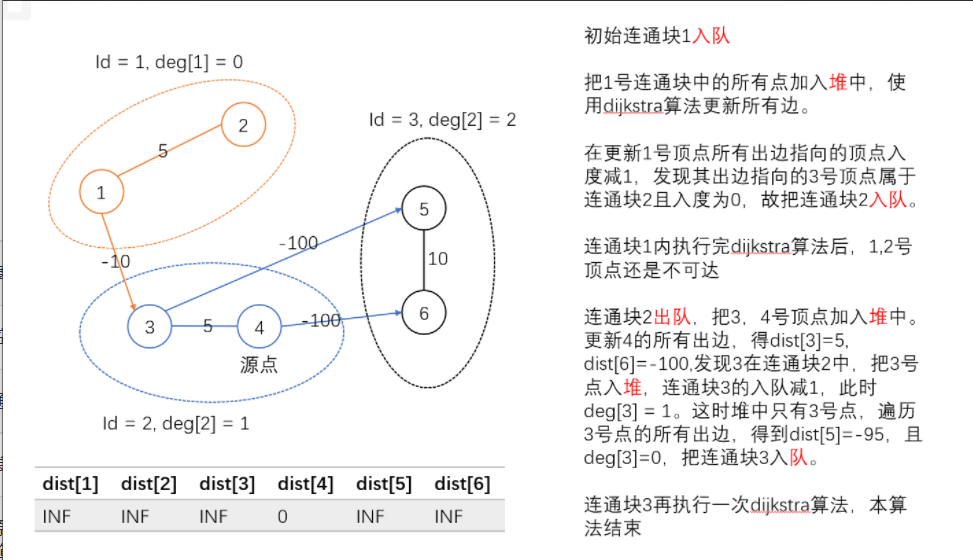 Id = 1, deg[1] = 0
2
5
1
-10
Id = 3, deg[2] = 2
5
-100
10
3
5
4
-100
6
源点
Id = 2, deg[2] = 1
dist[1] dist[2] dist[3] dist[4] dist[5] dist[6]
INF INF INF 0 INF INF
初始连通块1入队
把1号连通块中的所有点加入堆中，使
用dijkstra算法更新所有边。
在更新1号顶点所有出边指向的顶点入
度减1，发现其出边指向的3号顶点属于
连通块2且入度为0，故把连通块2入队。
连通块1内执行完dijkstra算法后，1,2号
顶点还是不可达
连通块2出队，把3，4号顶点加入堆中。
更新4的所有出边，得dist[3]=5,
dist[6]=-100,发现3在连通块2中，把3号
点入堆，连通块3的入队减1，此时
deg[3] = 1。这时堆中只有3号点，遍历
3号点的所有出边，得到dist[5]=-95，且
deg[3]=0，把连通块3入队。
连通块3再执行一次dijkstra算法，本算
法结束